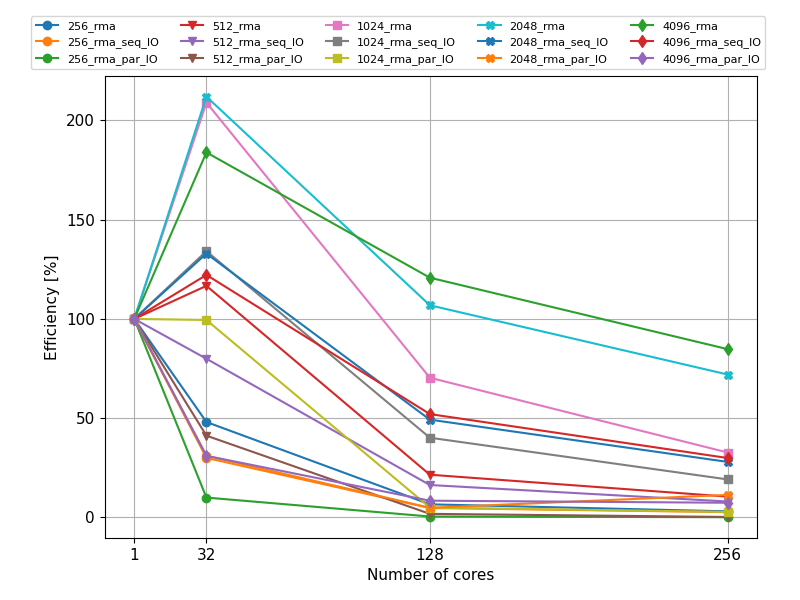 256_rma 512_rma 1024_rma 2048_rma 4096_rma
256_rma_seq_IO 512_rma_seq_IO 1024_rma_seq_IO 2048_rma_seq_IO 4096_rma_seq_IO
256_rma_par_IO 512_rma_par_IO 1024_rma_par_IO 2048_rma_par_IO 4096_rma_par_IO
200
150
100
50
0
Efficiency [%]
1 32 128 256
Number of cores